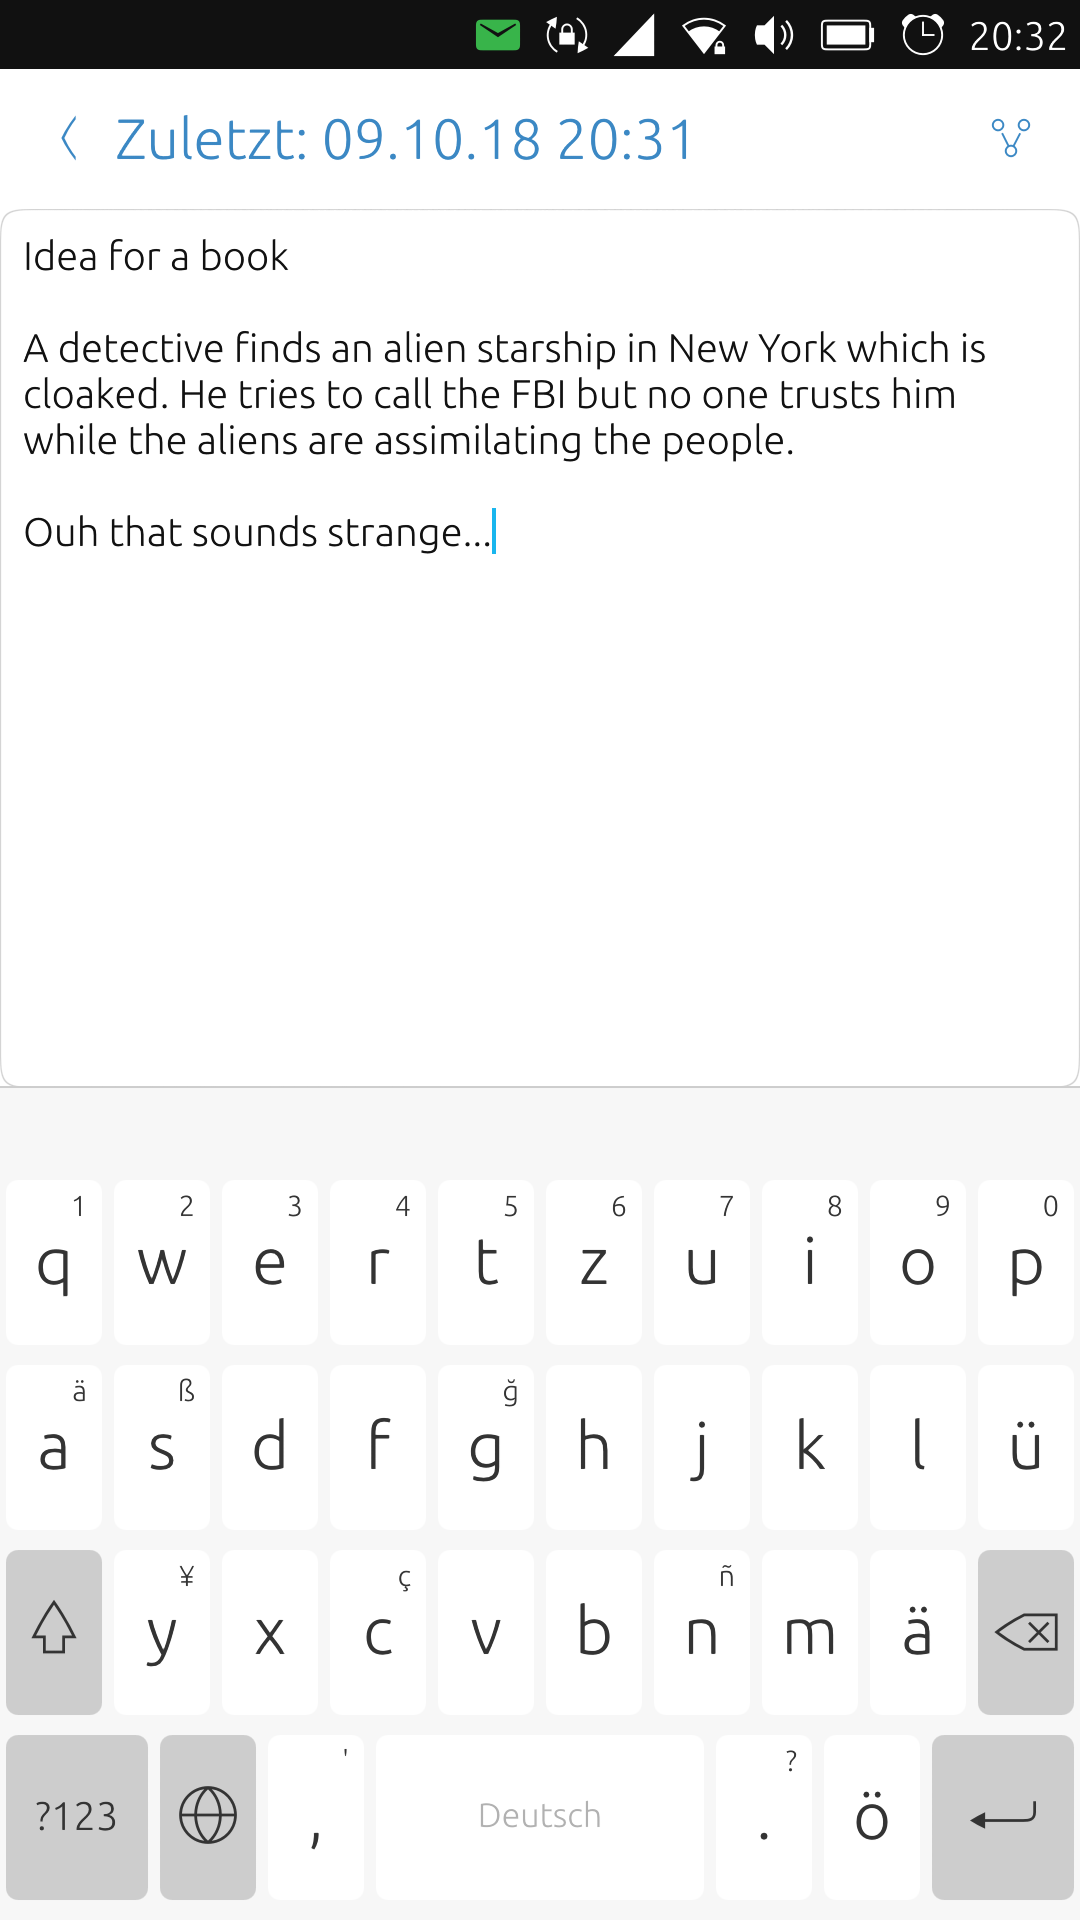 20:32
Zuletzt: 09.10.18 20:31
Idea for a book
A detective finds an alien starship in New York which is
cloaked. He tries to call the FBI but no one trusts him
while the aliens are assimilating the people.
Ouh that sounds strange...
1 2 3 4 5 6 7 8 9 0
q w e r t z u i o p
ä ß ğ
a s d f g h j k l ü
¥ ç ñ
y x c v b n m ä
' ?
?123 , Deutsch . ö